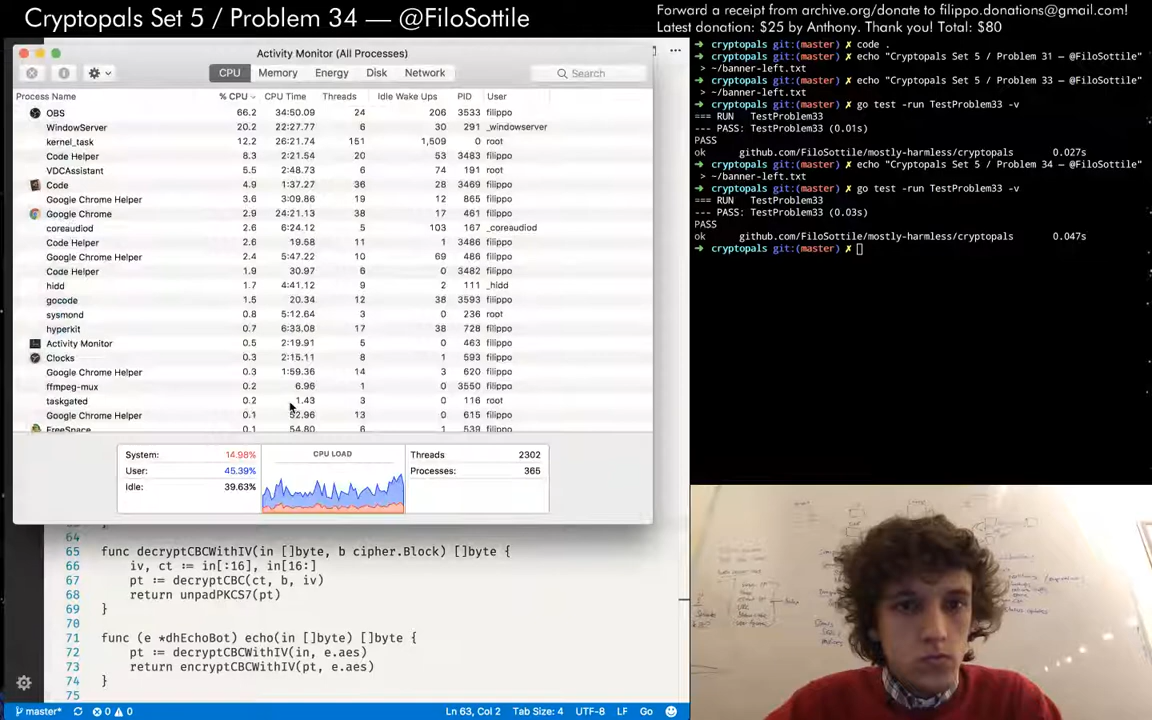 Cryptopals Set 5 / Problem 34 — @FiloSottile
Forward a receipt from archive.org/donate to filippo.donations@gmail.com!
Latest donation: $25 by Anthony. Thank you! Total: $80
Activity Monitor (All Processes)
CPU Memory Energy Disk Network
Search
Process Name % CPU CPU Time Threads Idle Wake Ups PID User
OBS 66.2 34:50.09 24 206 3533 filippo
WindowServer 20.2 22:27.77 6 30 291 _windowserver
kernel_task 12.2 26:21.74 151 1,509 0 root
Code Helper 8.3 2:21.54 20 53 3483 filippo
VDCAssistant 5.5 2:48.73 6 74 191 root
Code 4.9 1:37.27 36 28 3469 filippo
Google Chrome Helper 3.6 3:09.86 19 12 865 filippo
Google Chrome 2.9 24:21.13 38 17 461 filippo
coreaudiod 2.6 6:24.12 5 103 167 _coreaudiod
Code Helper 2.6 19.58 11 1 3486 filippo
Google Chrome Helper 2.4 5:47.22 10 69 486 filippo
Code Helper 1.9 30.97 6 0 3482 filippo
hidd 1.7 4:41.12 9 2 111 _hidd
gocode 1.5 20.34 12 38 3593 filippo
sysmond 0.8 5:12.64 3 0 236 root
hyperkit 0.7 6:33.08 17 38 728 filippo
Activity Monitor 0.5 2:19.91 5 0 463 filippo
Clocks 0.3 2:15.11 8 1 593 filippo
Google Chrome Helper 0.3 1:59.36 14 3 620 filippo
ffmpeg-mux 0.2 6.96 1 0 3550 filippo
taskgated 0.2 1.43 3 0 116 root
Google Chrome Helper 0.1 52.96 13 0 615 filippo
FreeSpace 0.1 54.80 6 1 539 filippo
System: 14.98%
User: 45.39%
Idle: 39.63%
CPU LOAD
Threads 2302
Processes: 365
64
65 func decryptCBCWithIV(in []byte, b cipher.Block) []byte {
66 iv, ct := in[:16], in[16:]
67 pt := decryptCBC(ct, b, iv)
68 return unpadPKCS7(pt)
69 }
70
71 func (e *dhEchoBot) echo(in []byte) []byte {
72 pt := decryptCBCWithIV(in, e.aes)
73 return encryptCBCWithIV(pt, e.aes)
74 }
75
master* 0 0 Ln 63, Col 2 Tab Size: 4 UTF-8 LF Go
➜ cryptopals git:(master) ✗ code .
➜ cryptopals git:(master) ✗ echo "Cryptopals Set 5 / Problem 31 — @FiloSottile"
> ~/banner-left.txt
➜ cryptopals git:(master) ✗ echo "Cryptopals Set 5 / Problem 33 — @FiloSottile"
> ~/banner-left.txt
➜ cryptopals git:(master) ✗ go test -run TestProblem33 -v
=== RUN TestProblem33
--- PASS: TestProblem33 (0.01s)
PASS
ok github.com/FiloSottile/mostly-harmless/cryptopals 0.027s
➜ cryptopals git:(master) ✗ echo "Cryptopals Set 5 / Problem 34 — @FiloSottile"
> ~/banner-left.txt
➜ cryptopals git:(master) ✗ go test -run TestProblem33 -v
=== RUN TestProblem33
--- PASS: TestProblem33 (0.03s)
PASS
ok github.com/FiloSottile/mostly-harmless/cryptopals 0.047s
➜ cryptopals git:(master) ✗